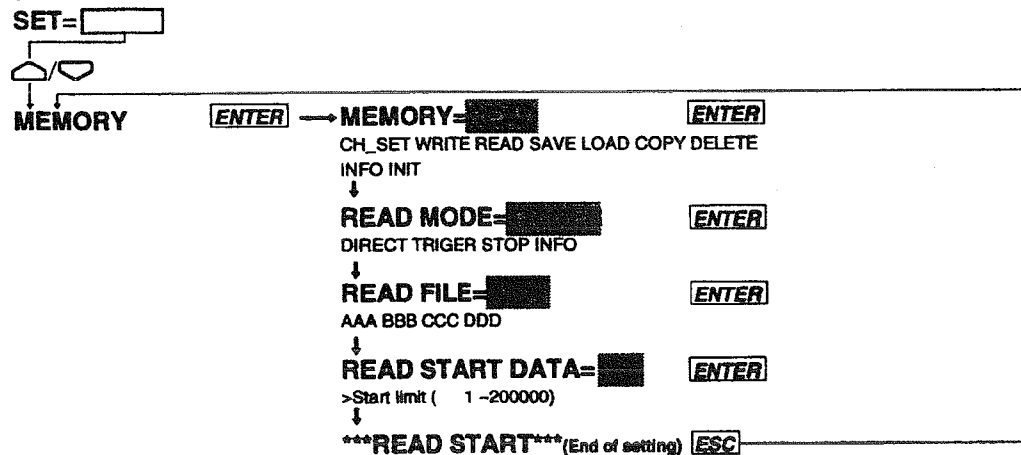 SET=
/
MEMORY ENTER MEMORY= ENTER
CH_SET WRITE READ SAVE LOAD COPY DELETE
INFO INIT
READ MODE= ENTER
DIRECT TRIGER STOP INFO
READ FILE= ENTER
AAA BBB CCC DDD
READ START DATA= ENTER
>Start limit ( 1 ~200000)
***READ START***(End of setting) ESC